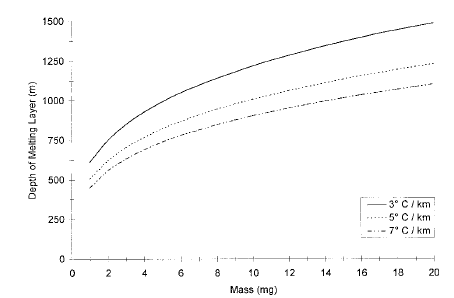 1500
1250
1000
750
500
250
0
Depth of Melting Layer (m)
0 2 4 6 8 10 12 14 16 18 20
Mass (mg)
3° C / km
5° C / km
7° C / km